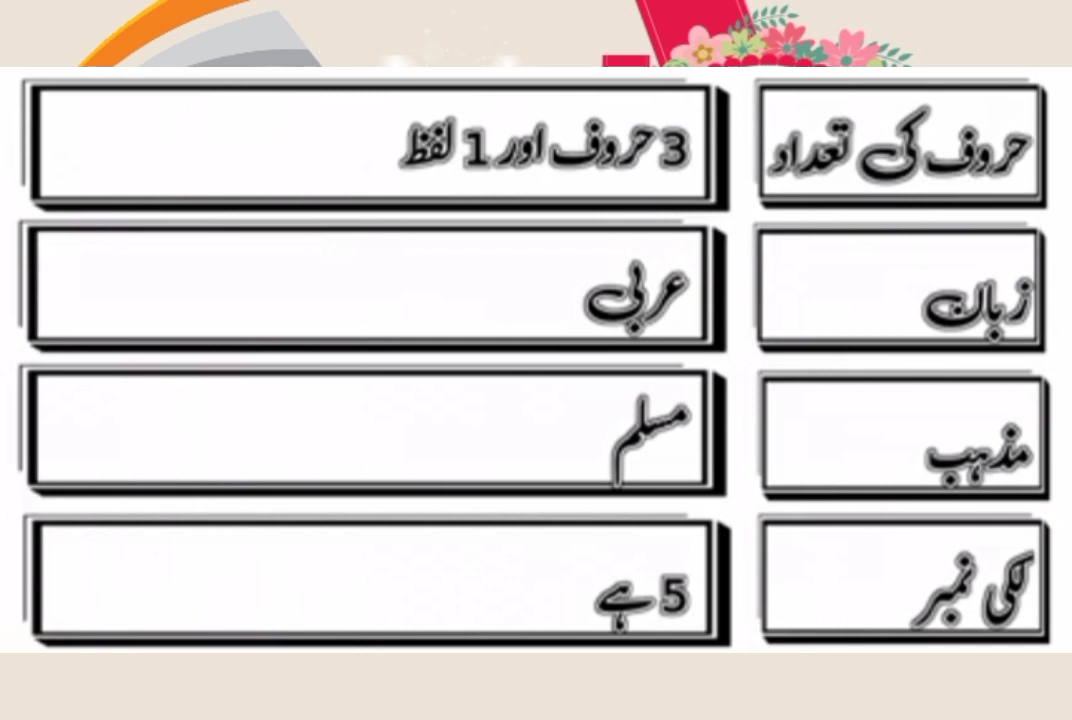 حروف کی تعداد 3 حروف اور 1 لفظ
زبان عربی
مذہب مسلم
لکی نمبر 5 ہے